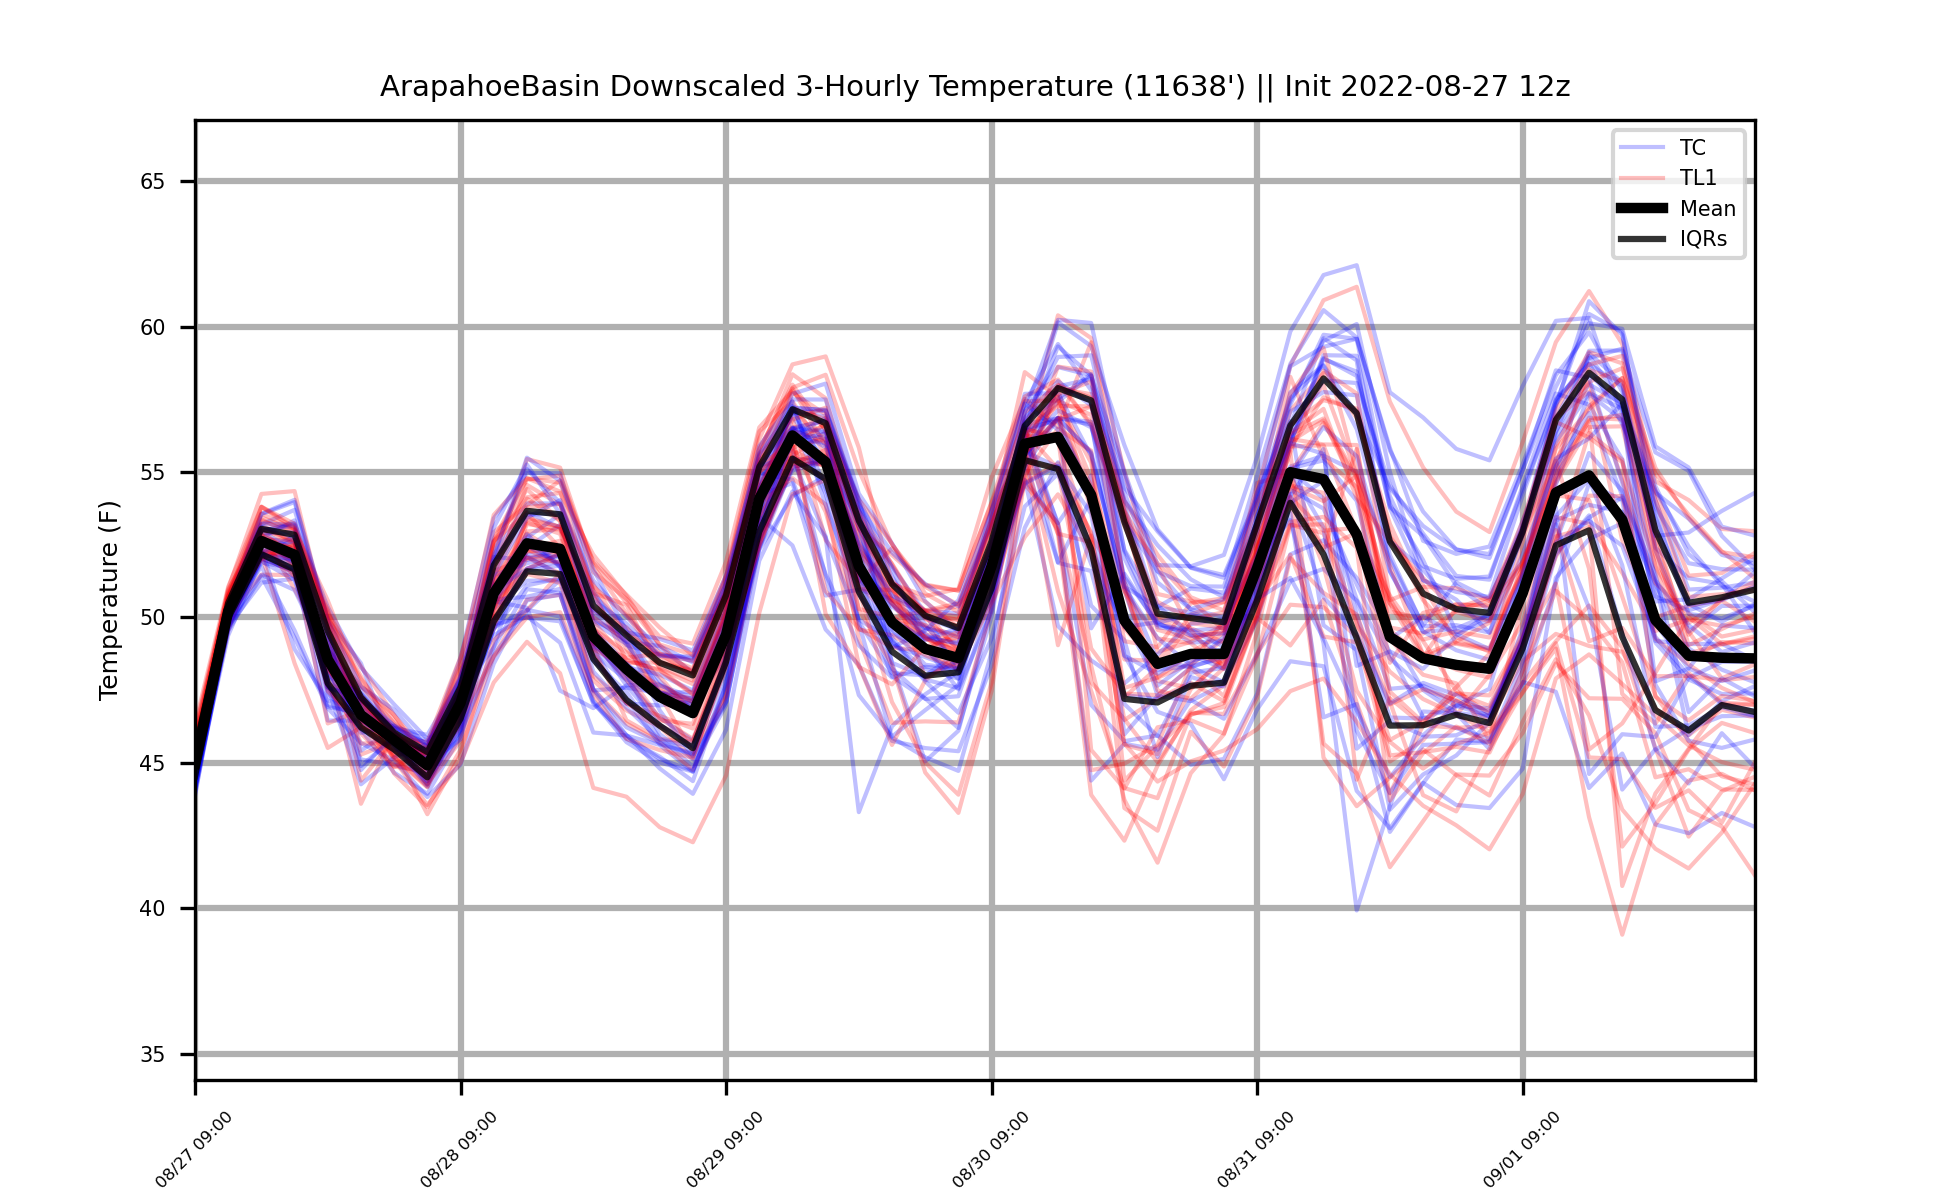 ArapahoeBasin Downscaled 3-Hourly Temperature (11638') || Init 2022-08-27 12z
TC
TL1
Mean
IQRs
Temperature (F)
65
60
55
50
45
40
35
08/27 09:00
08/28 09:00
08/29 09:00
08/30 09:00
08/31 09:00
09/01 09:00